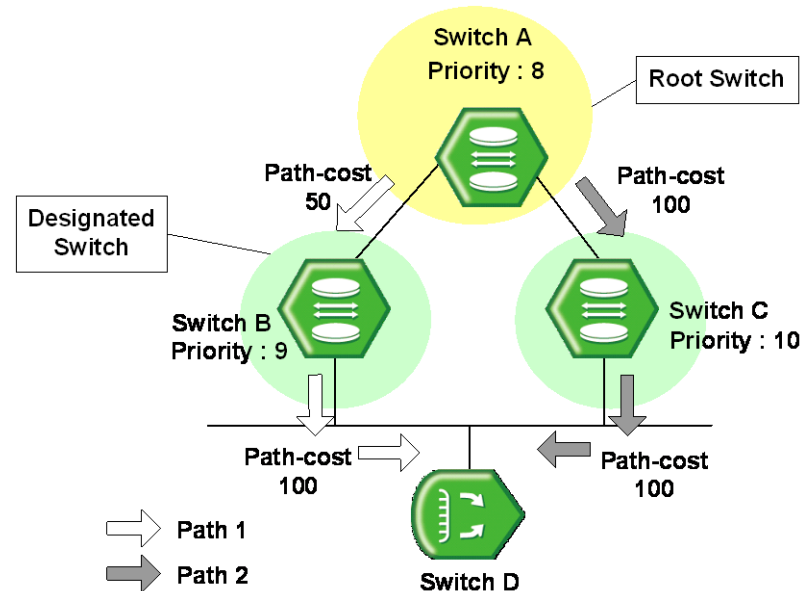 Switch A
Priority : 8
Root Switch
Path-cost
50
Path-cost
100
Designated
Switch
Switch B
Priority : 9
Switch C
Priority : 10
Path-cost
100
Path-cost
100
Path 1
Path 2
Switch D